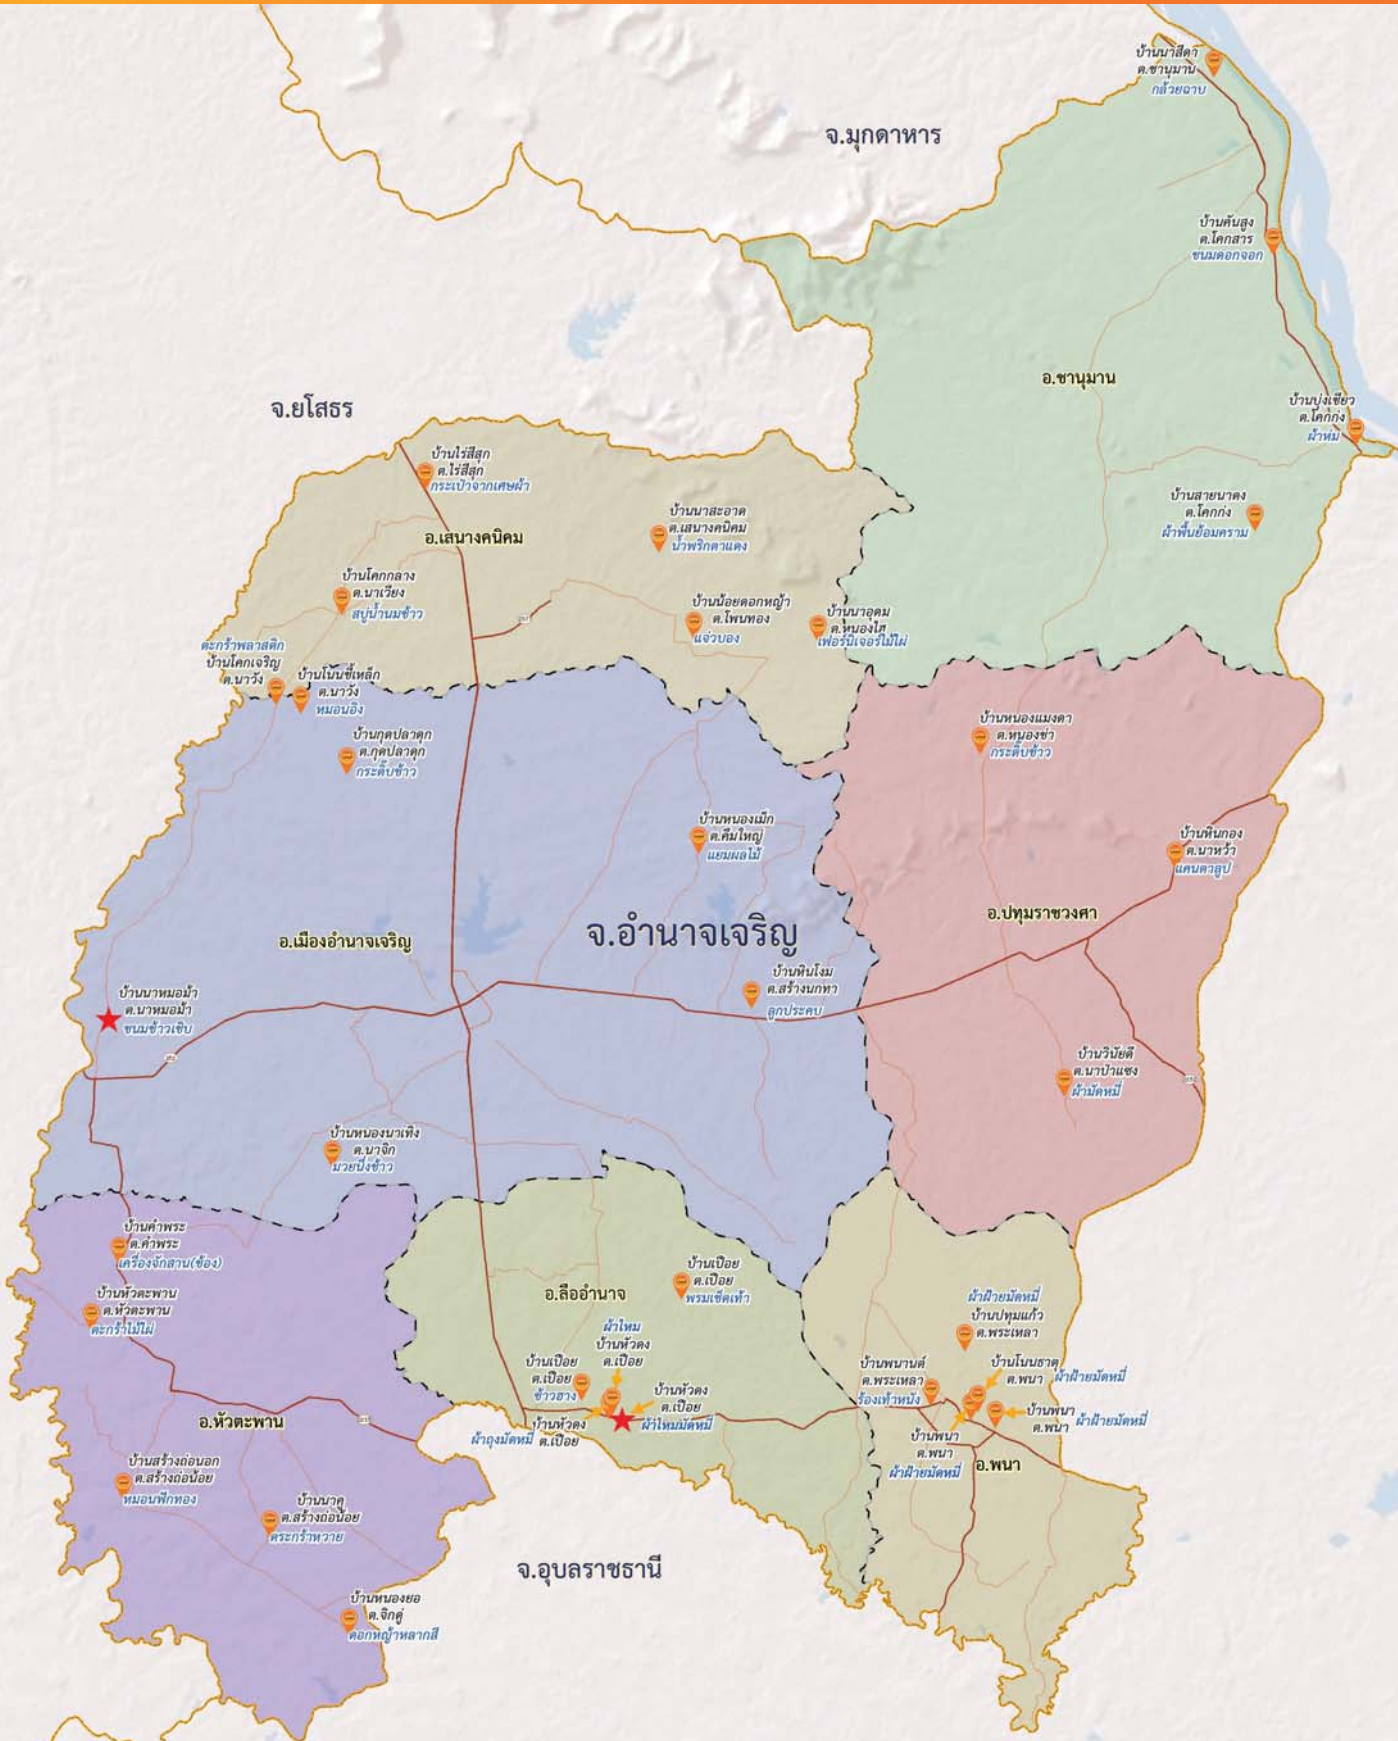 บ้านนาสีดา
ต.ชานุมาน
กล้วยฉาบ
จ.มุกดาหาร
บ้านคันสูง
ต.โคกสาร
ขนมดอกจอก
อ.ชานุมาน
จ.ยโสธร
บ้านบุ่งเขียว
ต.โคกก่ง
ผ้าห่ม
บ้านไร่สีสุก
ต.ไร่สีสุก
กระเป๋าจากเศษผ้า
บ้านสายนาดง
ต.โคกก่ง
ผ้าพื้นย้อมคราม
บ้านนาสะอาด
ต.เสนางคนิคม
น้ำพริกตาแดง
อ.เสนางคนิคม
บ้านโคกกลาง
ต.นาเวียง
สบู่น้ำนมข้าว
บ้านน้อยดอกหญ้า
ต.โพนทอง
แจ่วบอง
บ้านนาอุดม
ต.หนองไฮ
เฟอร์นิเจอร์ไม้ไผ่
ตะกร้าพลาสติก
บ้านโคกเจริญ
ต.นาวัง
บ้านโนนขี้เหล็ก
ต.นาวัง
หมอนอิง
บ้านกุดปลาดุก
ต.กุดปลาดุก
กระติ๊บข้าว
บ้านหนองแมงดา
ต.หนองข่า
กระติ๊บข้าว
บ้านหนองเม็ก
ต.คึมใหญ่
แยมผลไม้
บ้านหินกอง
ต.นาหว้า
แคนตาลูป
อ.ปทุมราชวงศา
จ.อำนาจเจริญ
อ.เมืองอำนาจเจริญ
บ้านหินโงม
ต.สร้างนกทา
ลูกประคบ
บ้านนาหมอม้า
ต.นาหมอม้า
ขนมข้าวเขิบ
บ้านวินัยดี
ต.นาป่าแซง
ผ้ามัดหมี่
บ้านหนองนาเทิง
ต.นาจิก
มวยนึ่งข้าว
บ้านคำพระ
ต.คำพระ
เครื่องจักสาน(ข้อง)
บ้านหัวตะพาน
ต.หัวตะพาน
ตะกร้าไม้ไผ่
บ้านเปือย
ต.เปือย
พรมเช็ดเท้า
อ.ลืออำนาจ
ผ้าไหม
บ้านหัวดง
ต.เปือย
ผ้าฝ้ายมัดหมี่
บ้านปทุมแก้ว
ต.พระเหลา
บ้านเปือย
ต.เปือย
ข้าวฮาง
บ้านหัวดง
ต.เปือย
ผ้าไหมมัดหมี่
บ้านพนานต์
ต.พระเหลา
ร้องเท้าหนัง
บ้านโนนธาตุ
ต.พนา
ผ้าฝ้ายมัดหมี่
บ้านพนา
ต.พนา
ผ้าฝ้ายมัดหมี่
บ้านหัวดง
ต.เปือย
ผ้าถุงมัดหมี่
บ้านพนา
ต.พนา
ผ้าฝ้ายมัดหมี่
อ.พนา
อ.หัวตะพาน
บ้านสร้างถ่อนอก
ต.สร้างถ่อน้อย
หมอนฟักทอง
บ้านนาคู
ต.สร้างถ่อน้อย
ตระกร้าหวาย
จ.อุบลราชธานี
บ้านหนองยอ
ต.จิกดู่
ดอกหญ้าหลากสี